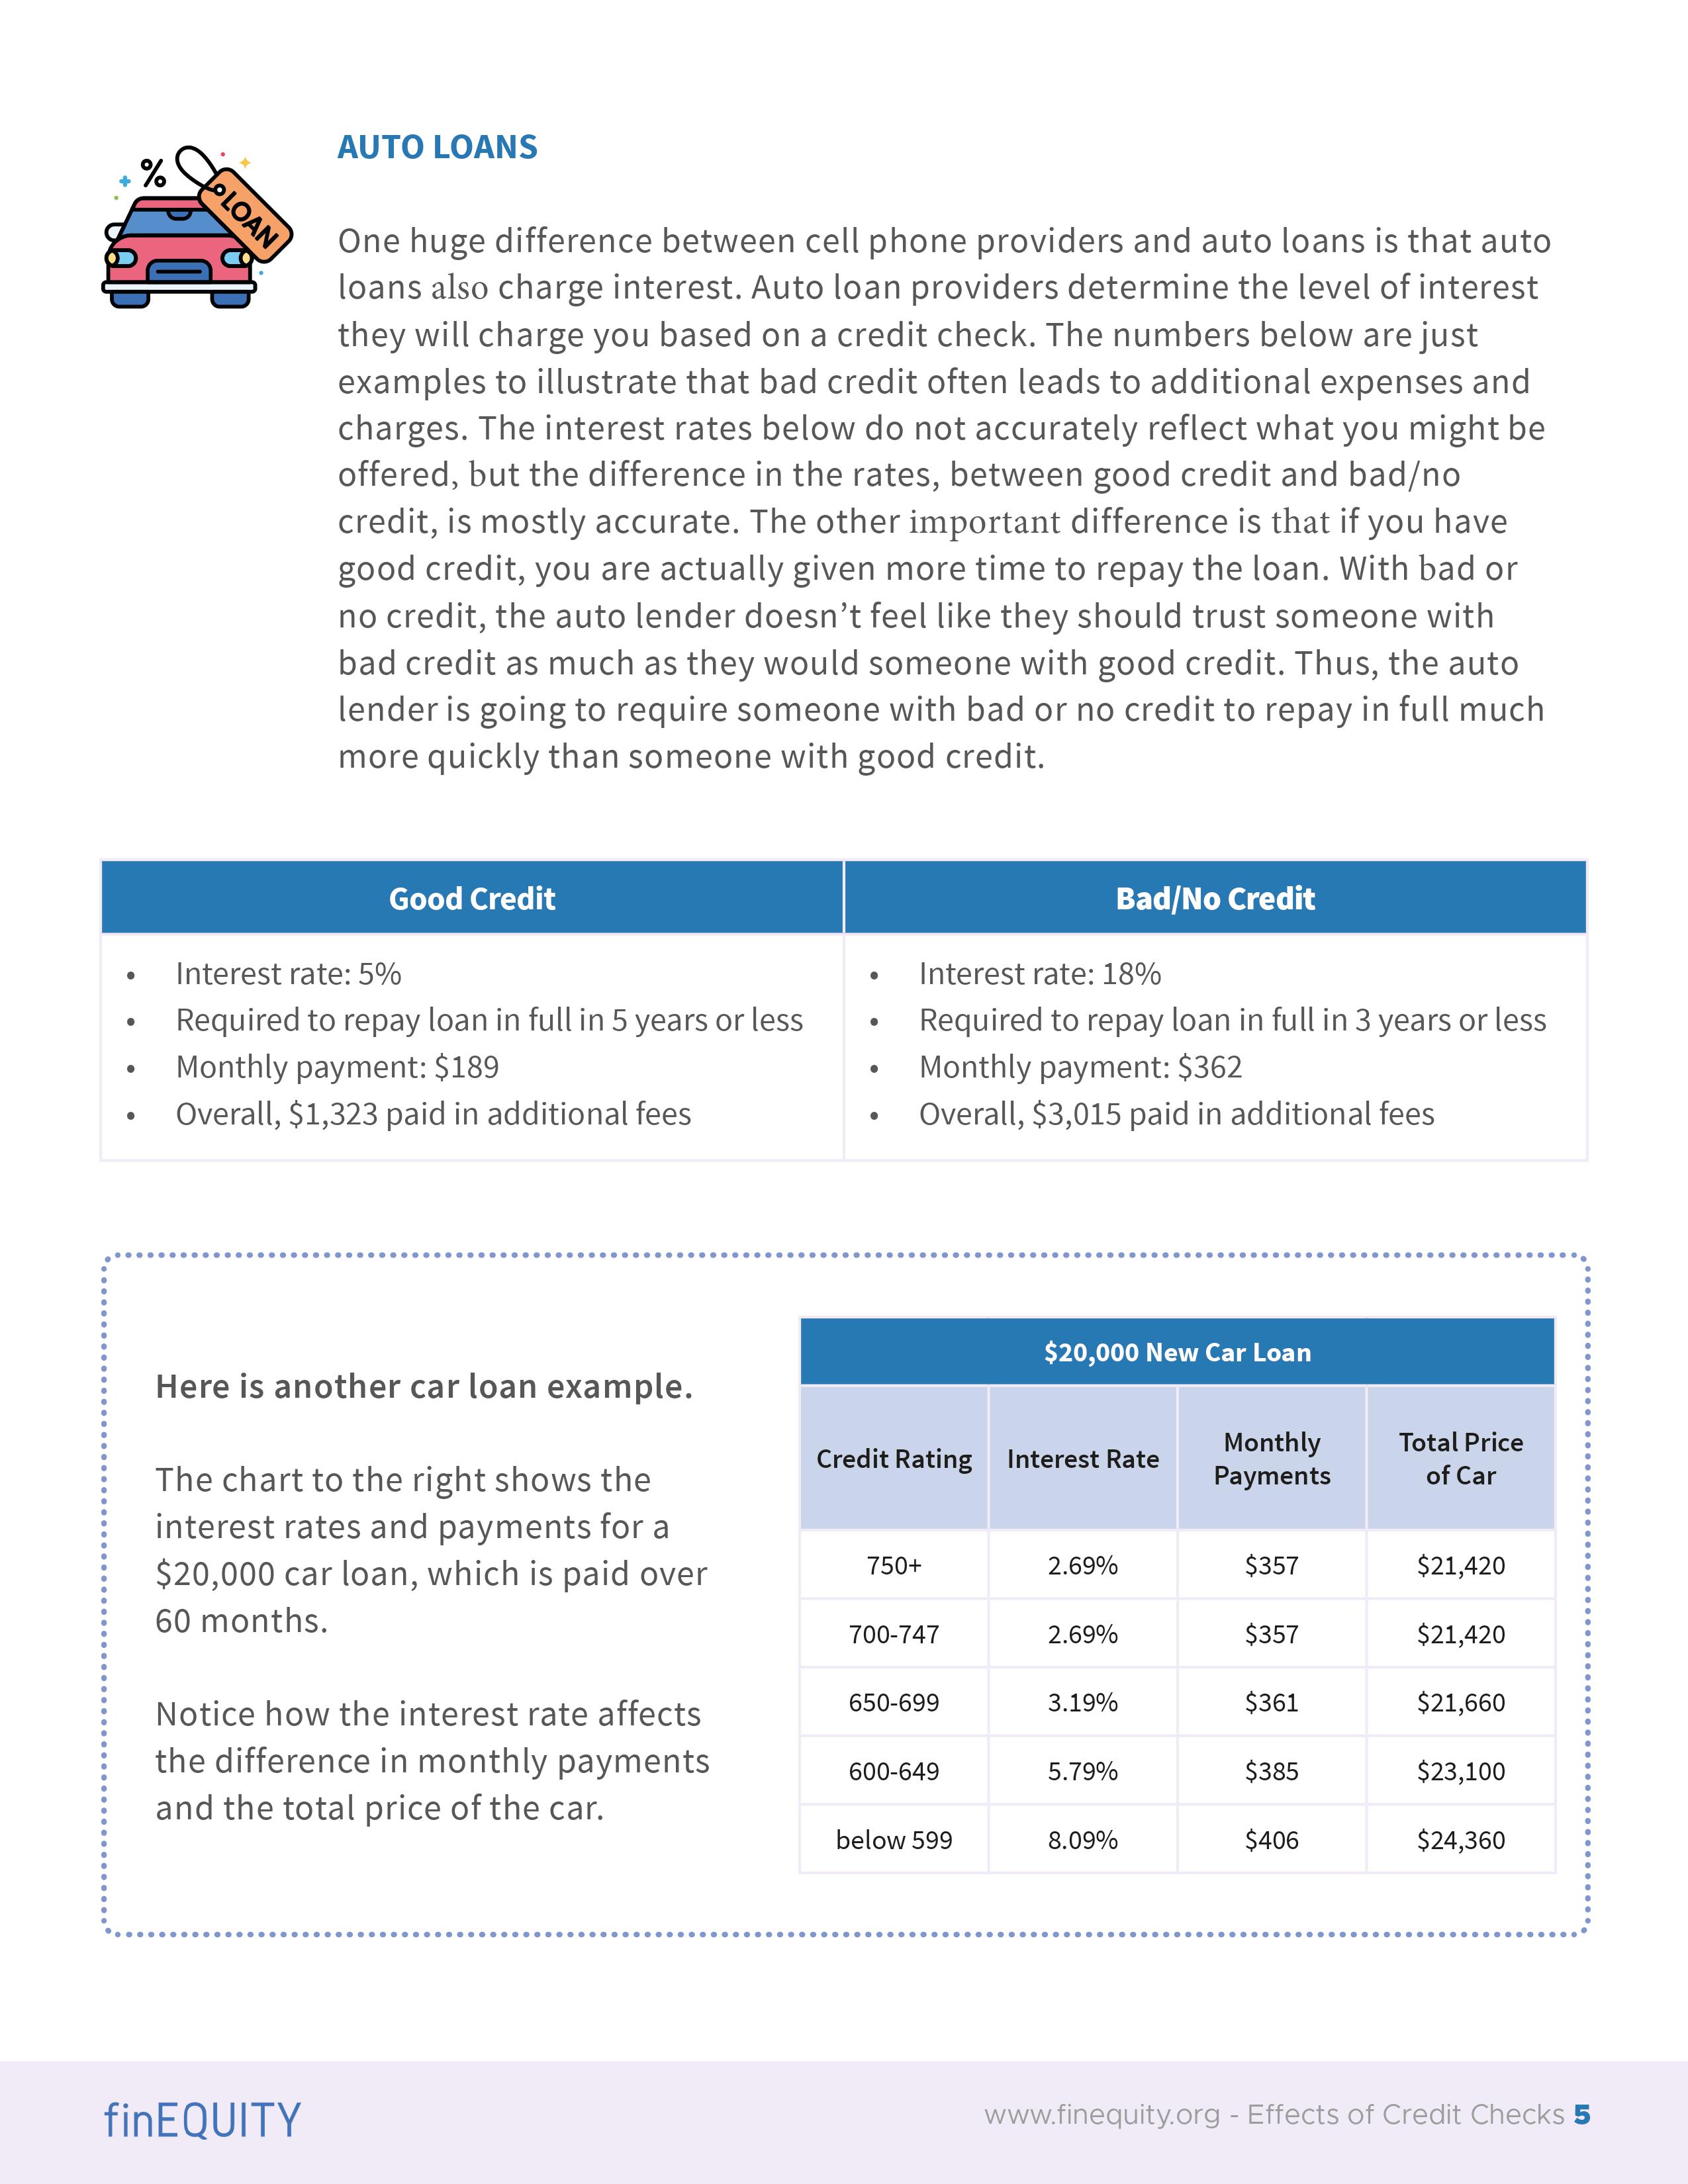 AUTO LOANS
%
LOAN
One huge difference between cell phone providers and auto loans is that auto
loans also charge interest. Auto loan providers determine the level of interest
they will charge you based on a credit check. The numbers below are just
examples to illustrate that bad credit often leads to additional expenses and
charges. The interest rates below do not accurately reflect what you might be
offered, but the difference in the rates, between good credit and bad/no
credit, is mostly accurate. The other important difference is that if you have
good credit, you are actually given more time to repay the loan. With bad or
no credit, the auto lender doesn’t feel like they should trust someone with
bad credit as much as they would someone with good credit. Thus, the auto
lender is going to require someone with bad or no credit to repay in full much
more quickly than someone with good credit.
Good Credit
• Interest rate: 5%
• Required to repay loan in full in 5 years or less
• Monthly payment: $189
• Overall, $1,323 paid in additional fees
Bad/No Credit
• Interest rate: 18%
• Required to repay loan in full in 3 years or less
• Monthly payment: $362
• Overall, $3,015 paid in additional fees
Here is another car loan example.
The chart to the right shows the
interest rates and payments for a
$20,000 car loan, which is paid over
60 months.
Notice how the interest rate affects
the difference in monthly payments
and the total price of the car.
$20,000 New Car Loan
Credit Rating Interest Rate Monthly Payments Total Price of Car
750+ 2.69% $357 $21,420
700-747 2.69% $357 $21,420
650-699 3.19% $361 $21,660
600-649 5.79% $385 $23,100
below 599 8.09% $406 $24,360
finEQUITY
www.finequity.org - Effects of Credit Checks 5